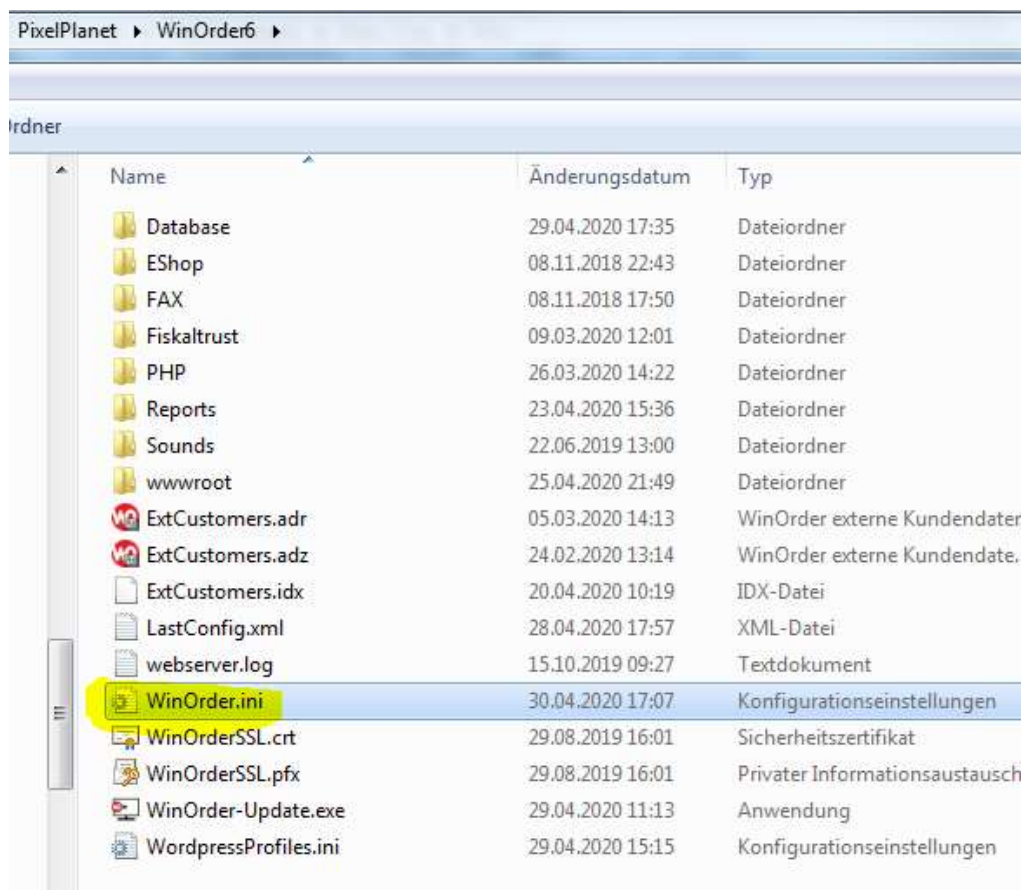 PixelPlanet ▸ WinOrder6 ▸
rdner
Name Änderungsdatum Typ
Database 29.04.2020 17:35 Dateiordner
EShop 08.11.2018 22:43 Dateiordner
FAX 08.11.2018 17:50 Dateiordner
Fiskaltrust 09.03.2020 12:01 Dateiordner
PHP 26.03.2020 14:22 Dateiordner
Reports 23.04.2020 15:36 Dateiordner
Sounds 22.06.2019 13:00 Dateiordner
wwwroot 25.04.2020 21:49 Dateiordner
ExtCustomers.adr 05.03.2020 14:13 WinOrder externe Kundendaten
ExtCustomers.adz 24.02.2020 13:14 WinOrder externe Kundendate.
ExtCustomers.idx 20.04.2020 10:19 IDX-Datei
LastConfig.xml 28.04.2020 17:57 XML-Datei
webserver.log 15.10.2019 09:27 Textdokument
WinOrder.ini 30.04.2020 17:07 Konfigurationseinstellungen
WinOrderSSL.crt 29.08.2019 16:01 Sicherheitszertifikat
WinOrderSSL.pfx 29.08.2019 16:01 Privater Informationsaustausch
WinOrder-Update.exe 29.04.2020 11:13 Anwendung
WordpressProfiles.ini 29.04.2020 15:15 Konfigurationseinstellungen